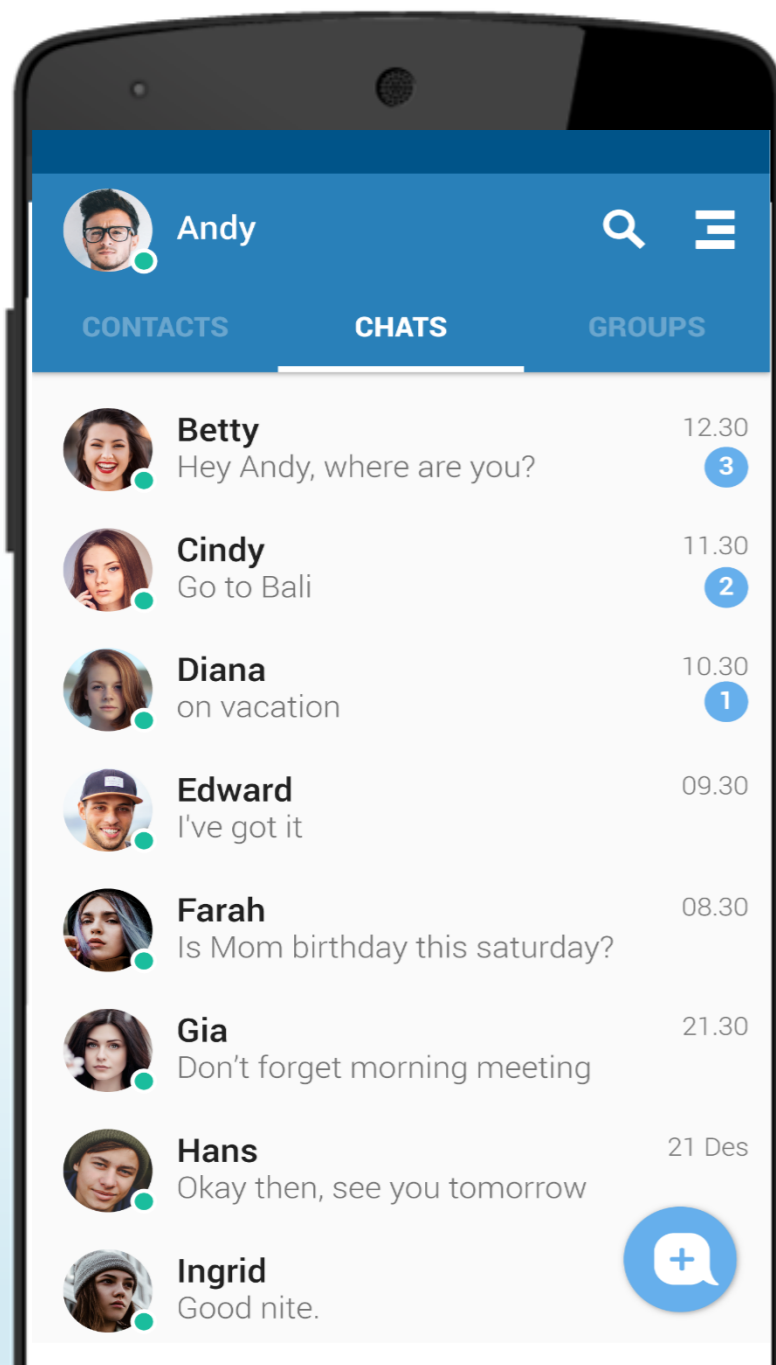 Andy
CONTACTS CHATS GROUPS
Betty 12.30
Hey Andy, where are you? 3
Cindy 11.30
Go to Bali 2
Diana 10.30
on vacation 1
Edward 09.30
I've got it
Farah 08.30
Is Mom birthday this saturday?
Gia 21.30
Don’t forget morning meeting
Hans 21 Des
Okay then, see you tomorrow
Ingrid
Good nite.